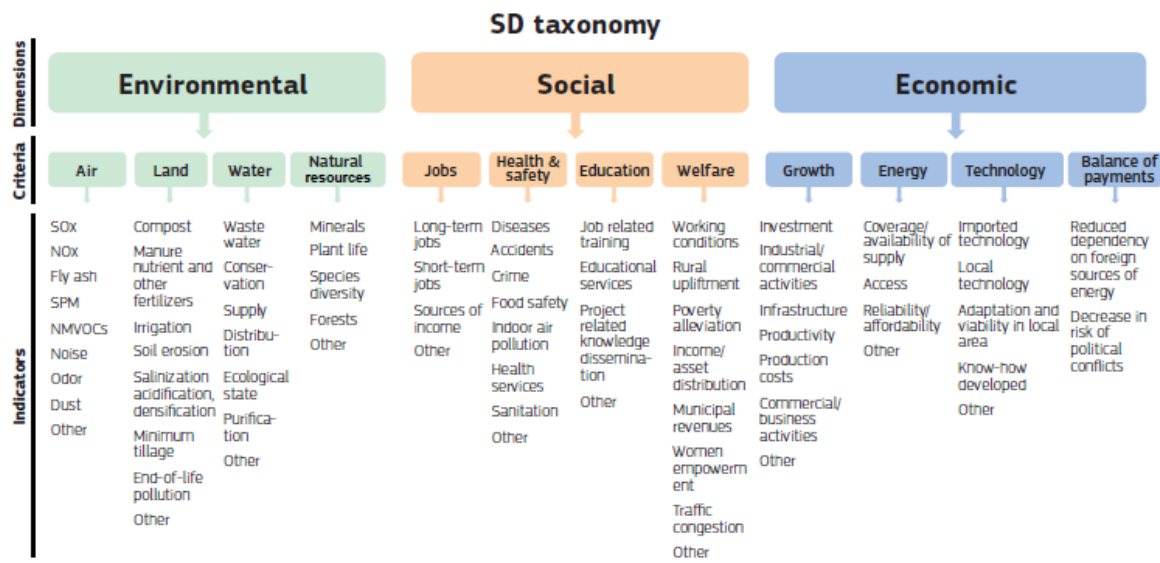 SD taxonomy
Dimensions
Environmental
Social
Economic
Criteria
Air
Land
Water
Natural
resources
Jobs
Health &
safety
Education
Welfare
Growth
Energy
Technology
Balance of
payments
Indicators
SOx
NOx
Fly ash
SPM
NMVOCs
Noise
Odor
Dust
Other
Compost
Manure
nutrient and
other
fertilizers
Irrigation
Soil erosion
Salinization
acidification,
densification
Minimum
tillage
End-of-life
pollution
Other
Waste
water
Conser-
vation
Supply
Distribu-
tion
Ecological
state
Purifica-
tion
Other
Minerals
Plant life
Species
diversity
Forests
Other
Long-term
jobs
Short-term
jobs
Sources of
income
Other
Diseases
Accidents
Crime
Food safety
Indoor air
pollution
Health
services
Sanitation
Other
Job related
training
Educational
services
Project
related
knowledge
dissemina-
tion
Other
Working
conditions
Rural
upliftment
Poverty
alleviation
Income/
asset
distribution
Municipal
revenues
Women
empowerm
ent
Traffic
congestion
Other
Investment
Industrial/
commercial
activities
Infrastructure
Productivity
Production
costs
Commercial/
business
activities
Other
Coverage/
availability of
supply
Access
Reliability/
affordability
Other
Imported
technology
Local
technology
Adaptation and
viability in local
area
Know-how
developed
Other
Reduced
dependency
on foreign
sources of
energy
Decrease in
risk of
political
conflicts